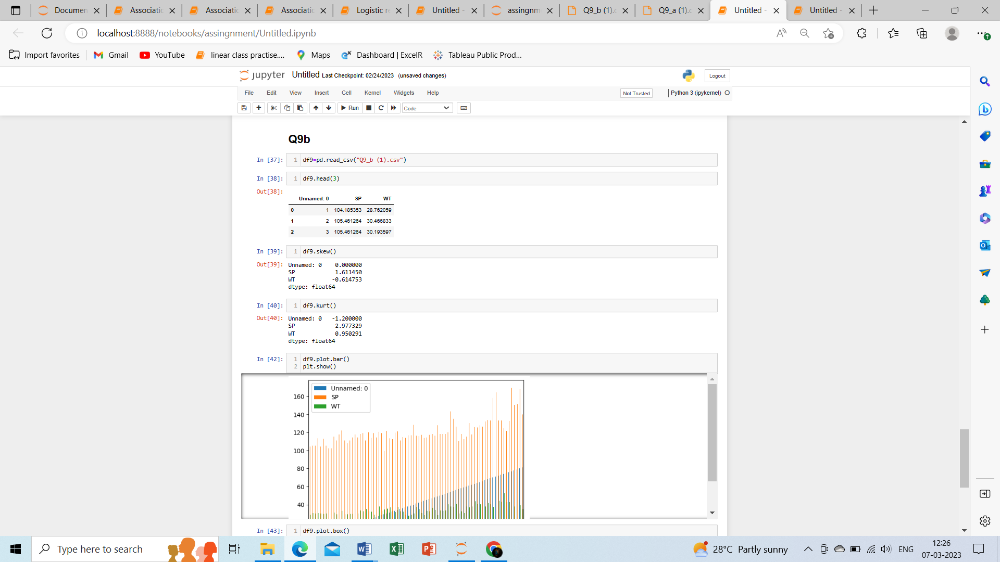 Documen
Associatic
Associatic
Associatic
Logistic re
Untitled -
assingnm
Q9_b (1).c
Q9_a (1).c
Untitled -
Untitled -
localhost:8888/notebooks/assingnment/Untitled.ipynb
Import favorites
Gmail
YouTube
linear class practise....
Maps
Dashboard | ExcelR
Tableau Public Prod...
jupyter Untitled Last Checkpoint: 02/24/2023 (unsaved changes)
Logout
File Edit View Insert Cell Kernel Widgets Help
Not Trusted
Python 3 (ipykernel)
Run
Code
Q9b
In [37]: 1 df9=pd.read_csv("Q9_b (1).csv")
In [38]: 1 df9.head(3)
Out[38]:
Unnamed: 0 SP WT
0 1 104.185353 28.762059
1 2 105.461264 30.466833
2 3 105.461264 30.193597
In [39]: 1 df9.skew()
Out[39]: Unnamed: 0 0.000000
SP 1.611450
WT -0.614753
dtype: float64
In [40]: 1 df9.kurt()
Out[40]: Unnamed: 0 -1.200000
SP 2.977329
WT 0.950291
dtype: float64
In [42]: 1 df9.plot.bar()
2 plt.show()
Unnamed: 0
SP
WT
160
140
120
100
80
60
40
In [43]: 1 df9.plot.box()
Type here to search
28°C Partly sunny
ENG
12:26
07-03-2023